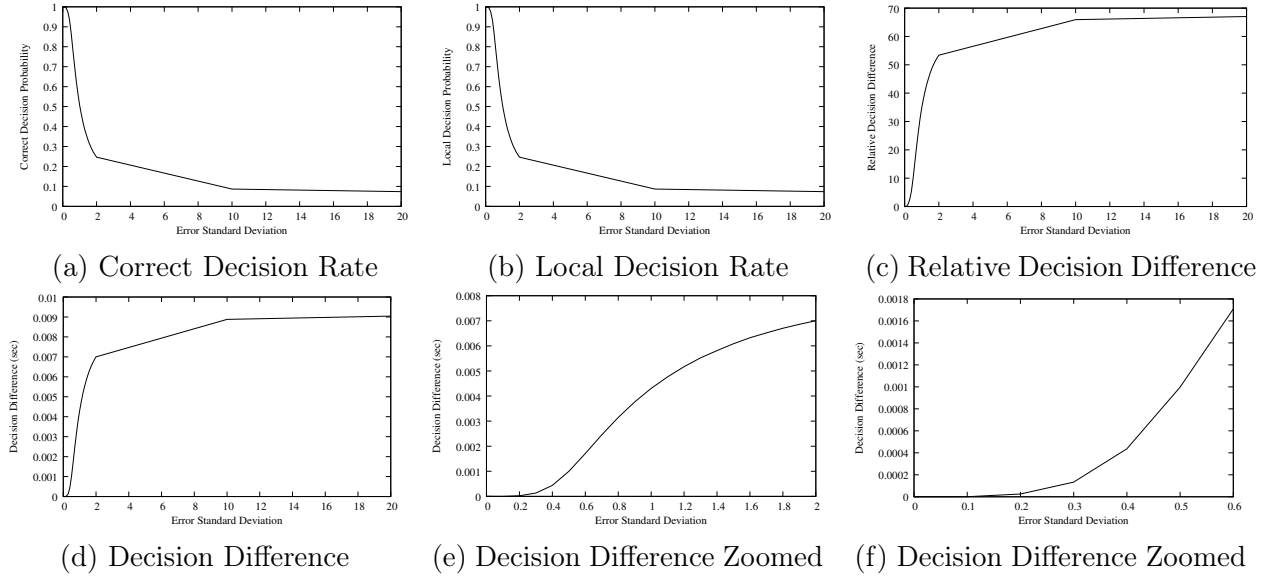 1
0.9
0.8
0.7
0.6
0.5
0.4
0.3
0.2
0.1
0
Correct Decision Probability
0 2 4 6 8 10 12 14 16 18 20
Error Standard Deviation
(a) Correct Decision Rate
1
0.9
0.8
0.7
0.6
0.5
0.4
0.3
0.2
0.1
0
Local Decision Probability
0 2 4 6 8 10 12 14 16 18 20
Error Standard Deviation
(b) Local Decision Rate
70
60
50
40
30
20
10
0
Relative Decision Difference
0 2 4 6 8 10 12 14 16 18 20
Error Standard Deviation
(c) Relative Decision Difference
0.01
0.009
0.008
0.007
0.006
0.005
0.004
0.003
0.002
0.001
0
Decision Difference (sec)
0 2 4 6 8 10 12 14 16 18 20
Error Standard Deviation
(d) Decision Difference
0.008
0.007
0.006
0.005
0.004
0.003
0.002
0.001
0
Decision Difference (sec)
0 0.2 0.4 0.6 0.8 1 1.2 1.4 1.6 1.8 2
Error Standard Deviation
(e) Decision Difference Zoomed
0.0018
0.0016
0.0014
0.0012
0.001
0.0008
0.0006
0.0004
0.0002
0
Decision Difference (sec)
0 0.1 0.2 0.3 0.4 0.5 0.6
Error Standard Deviation
(f) Decision Difference Zoomed